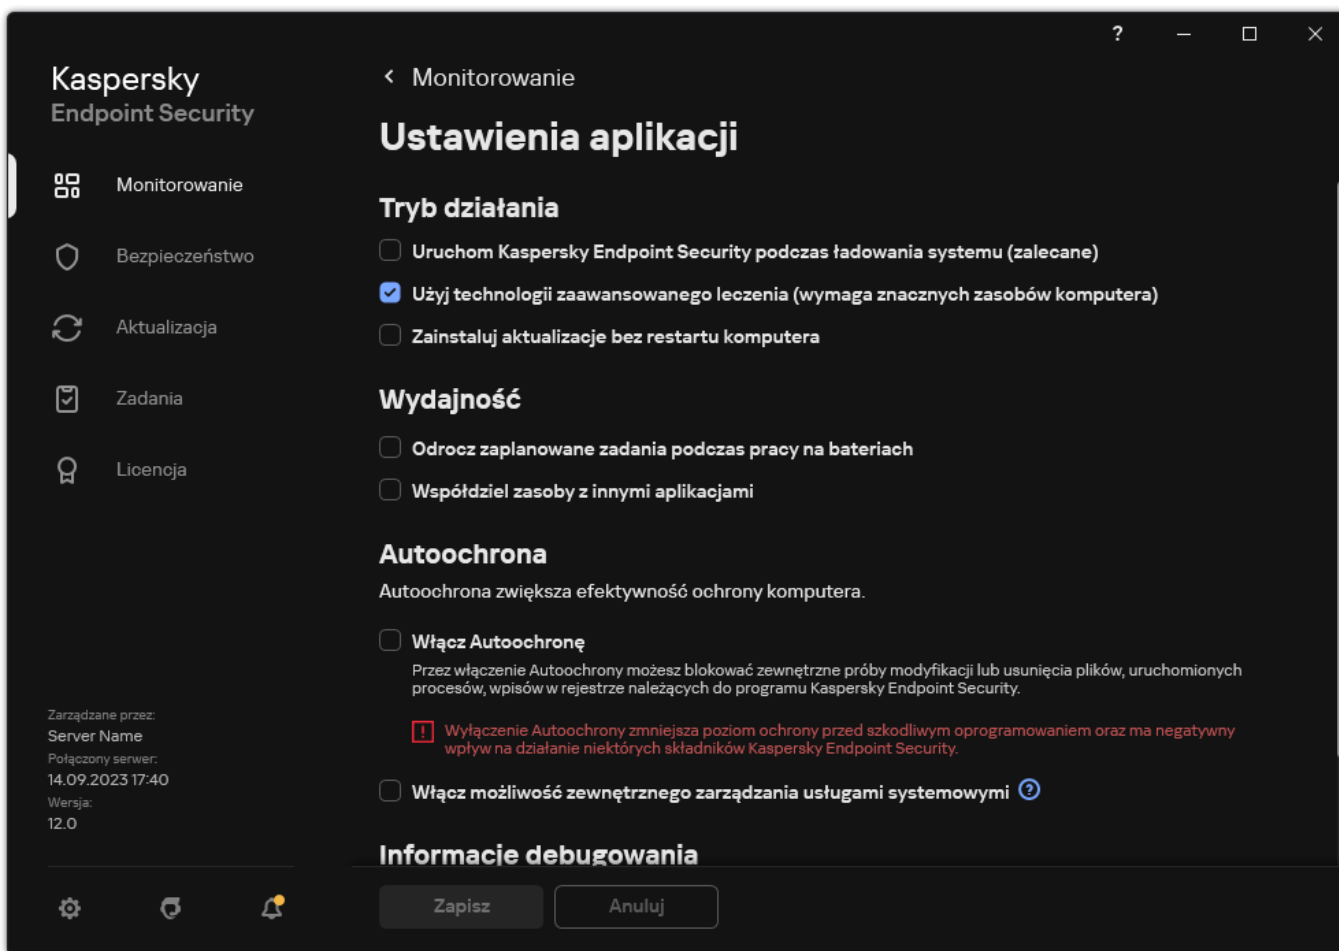 ?
Kaspersky
Endpoint Security
Monitorowanie
Bezpieczeństwo
Aktualizacja
Zadania
Licencja
Zarządzane przez:
Server Name
Połączony serwer:
14.09.2023 17:40
Wersja:
12.0
Monitorowanie
Ustawienia aplikacji
Tryb działania
Uruchom Kaspersky Endpoint Security podczas ładowania systemu (zalecane)
Użyj technologii zaawansowanego leczenia (wymaga znacznych zasobów komputera)
Zainstaluj aktualizacje bez restartu komputera
Wydajność
Odrocz zaplanowane zadania podczas pracy na bateriach
Współdziel zasoby z innymi aplikacjami
Autoochrona
Autoochrona zwiększa efektywność ochrony komputera.
Włącz Autoochronę
Przez włączenie Autoochrony możesz blokować zewnętrzne próby modyfikacji lub usunięcia plików, uruchomionych
procesów, wpisów w rejestrze należących do programu Kaspersky Endpoint Security.
Wyłączenie Autoochrony zmniejsza poziom ochrony przed szkodliwym oprogramowaniem oraz ma negatywny
wpływ na działanie niektórych składników Kaspersky Endpoint Security.
Włącz możliwość zewnętrznego zarządzania usługami systemowymi ?
Informacje debugowania
Zapisz
Anuluj